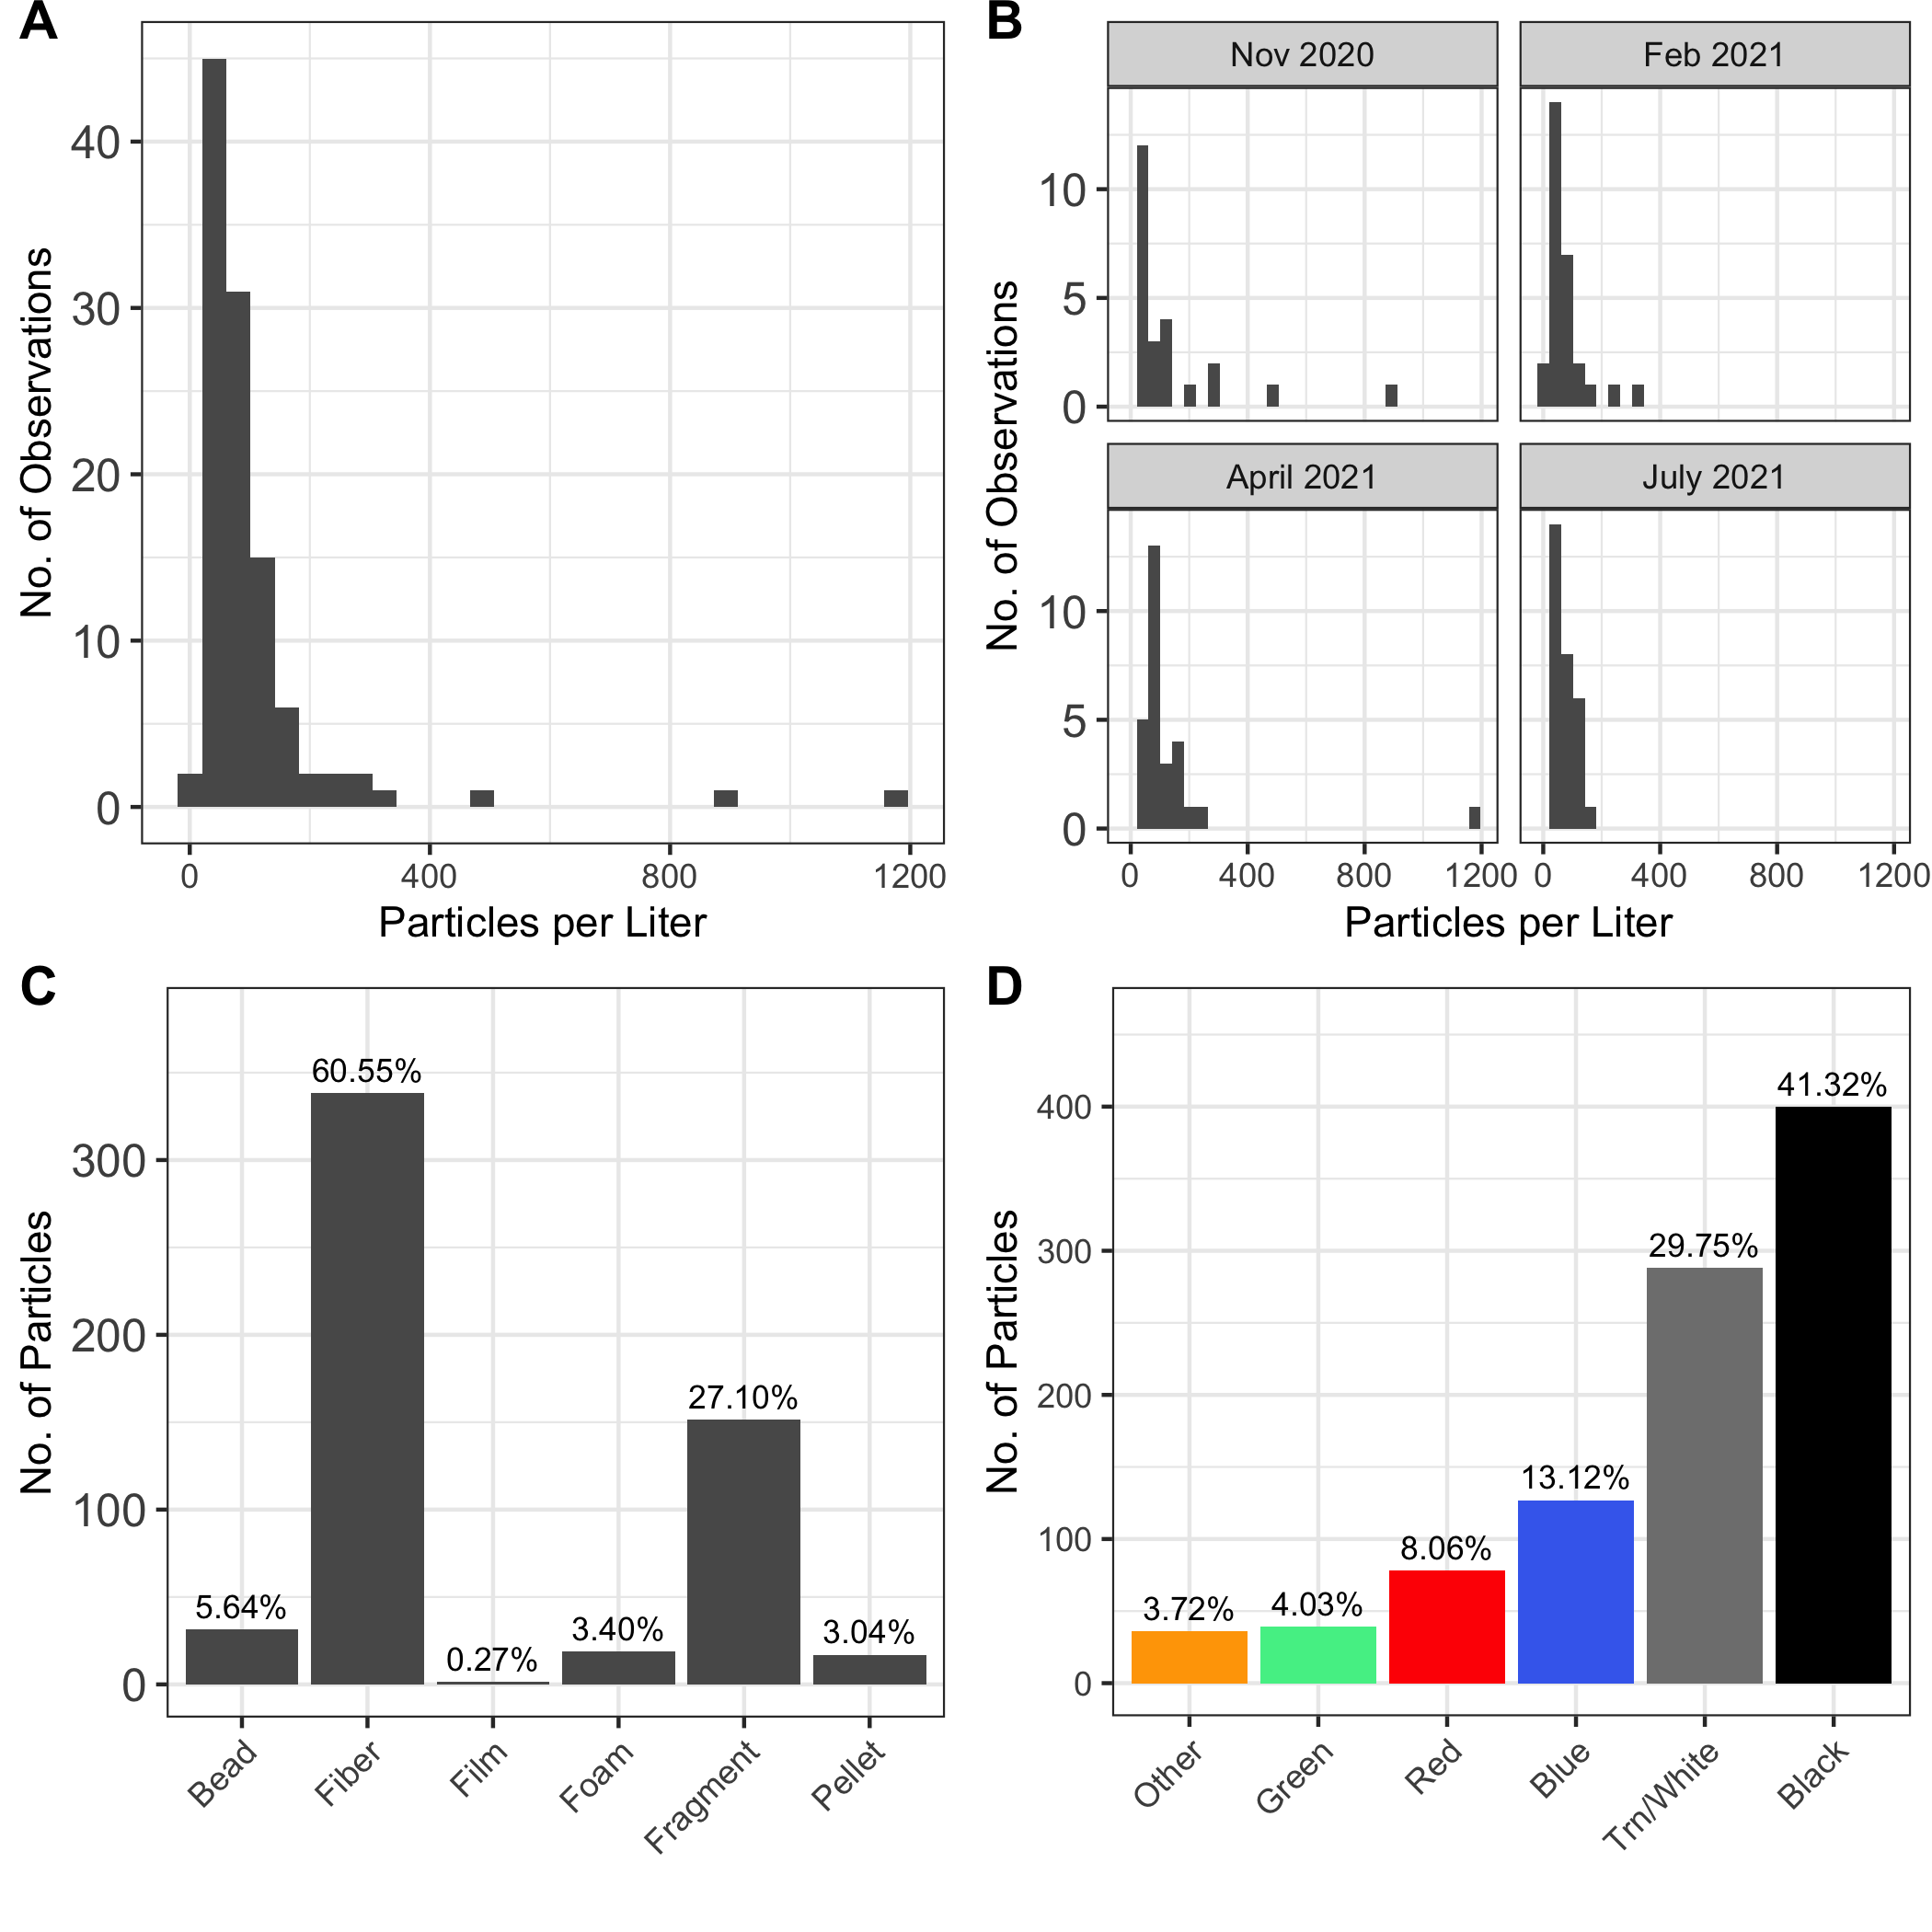 A
No. of Observations
40
30
20
10
0
0 400 800 1200
Particles per Liter
B
No. of Observations
Nov 2020 Feb 2021
10
5
0
April 2021 July 2021
10
5
0
0 400 800 1200 0 400 800 1200
Particles per Liter
C
No. of Particles
300
200
100
0
5.64% 60.55% 0.27% 3.40% 27.10% 3.04%
Bead Fiber Film Foam Fragment Pellet
D
No. of Particles
400
300
200
100
0
3.72% 4.03% 8.06% 13.12% 29.75% 41.32%
Other Green Red Blue Trn/White Black